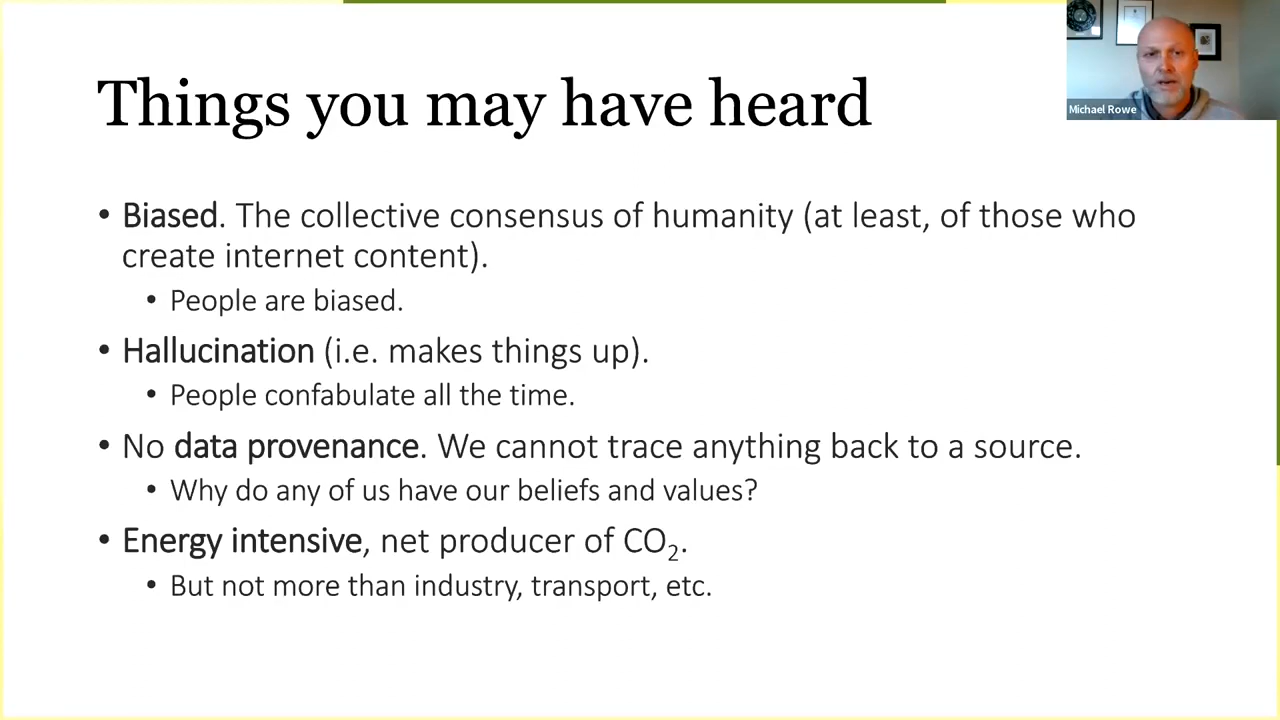 Things you may have heard
Michael Rowe
• Biased. The collective consensus of humanity (at least, of those who
create internet content).
• People are biased.
• Hallucination (i.e. makes things up).
• People confabulate all the time.
• No data provenance. We cannot trace anything back to a source.
• Why do any of us have our beliefs and values?
• Energy intensive, net producer of CO₂.
• But not more than industry, transport, etc.